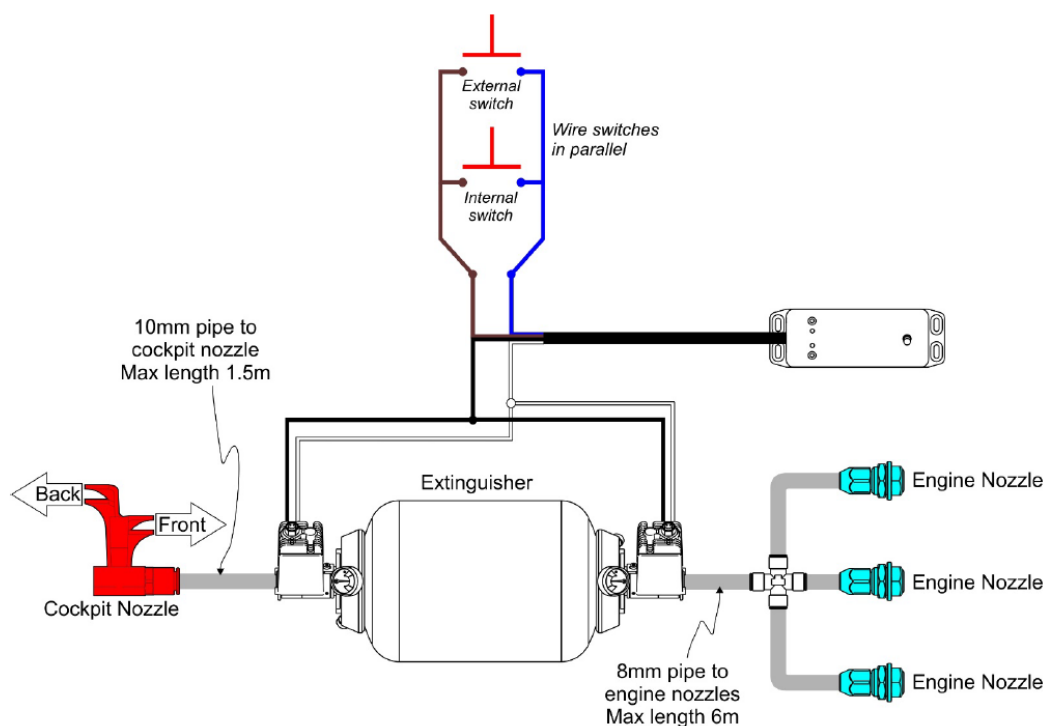 External
switch
Wire switches
in parallel
Internal
switch
10mm pipe to
cockpit nozzle
Max length 1.5m
Extinguisher
Back
Front
Cockpit Nozzle
Engine Nozzle
Engine Nozzle
Engine Nozzle
8mm pipe to
engine nozzles
Max length 6m